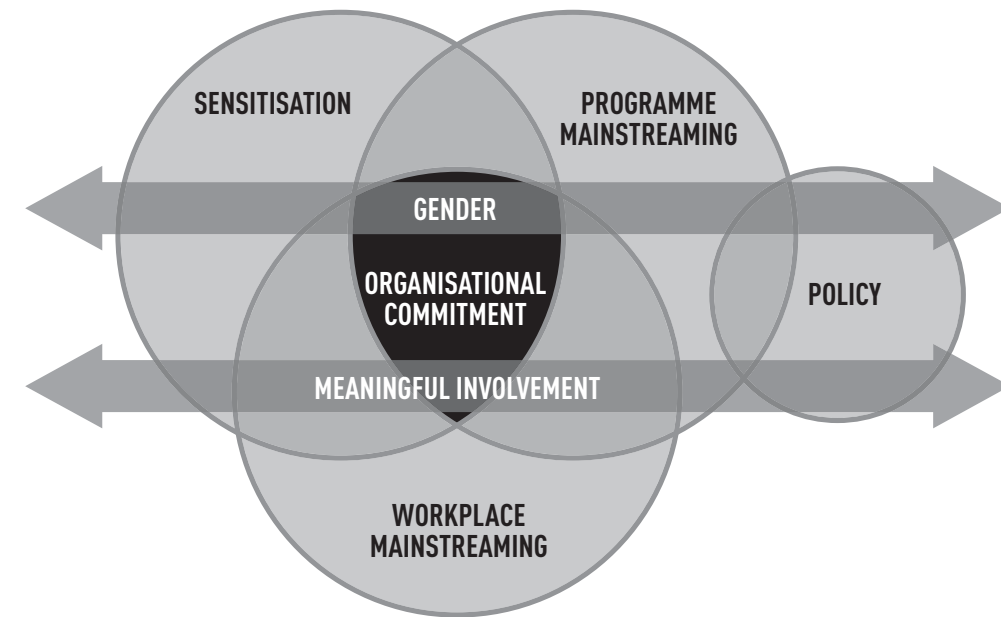 SENSITISATION
PROGRAMME
MAINSTREAMING
GENDER
ORGANISATIONAL
COMMITMENT
POLICY
MEANINGFUL INVOLVEMENT
WORKPLACE
MAINSTREAMING